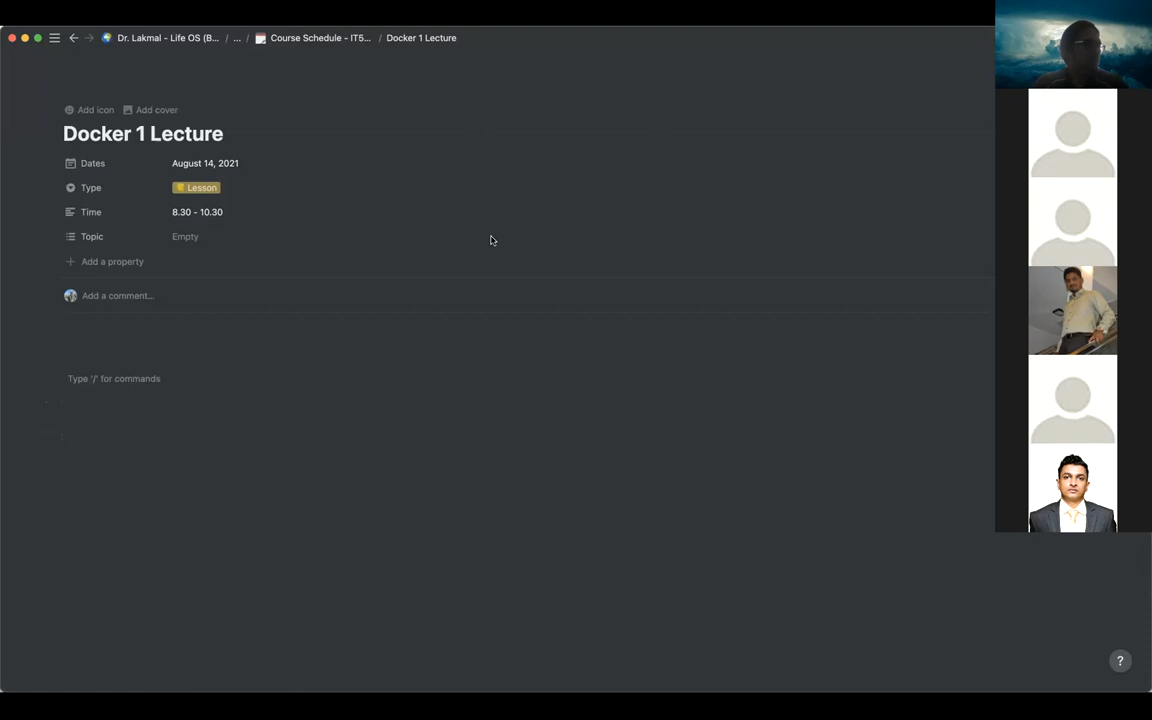 Dr. Lakmal - Life OS (B... / ... / Course Schedule - IT5... / Docker 1 Lecture
Add icon Add cover
Docker 1 Lecture
Dates August 14, 2021
Type Lesson
Time 8.30 - 10.30
Topic Empty
Add a property
Add a comment...
Type '/' for commands
?